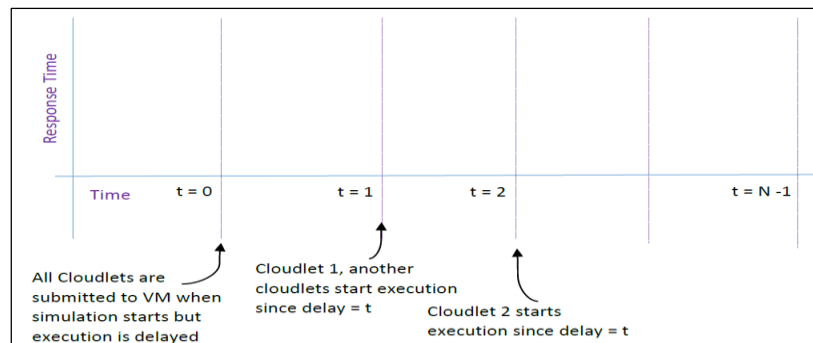 Response Time
Time
t = 0
t = 1
t = 2
t = N -1
All Cloudlets are
submitted to VM when
simulation starts but
execution is delayed
Cloudlet 1, another
cloudlets start execution
since delay = t
Cloudlet 2 starts
execution since delay = t